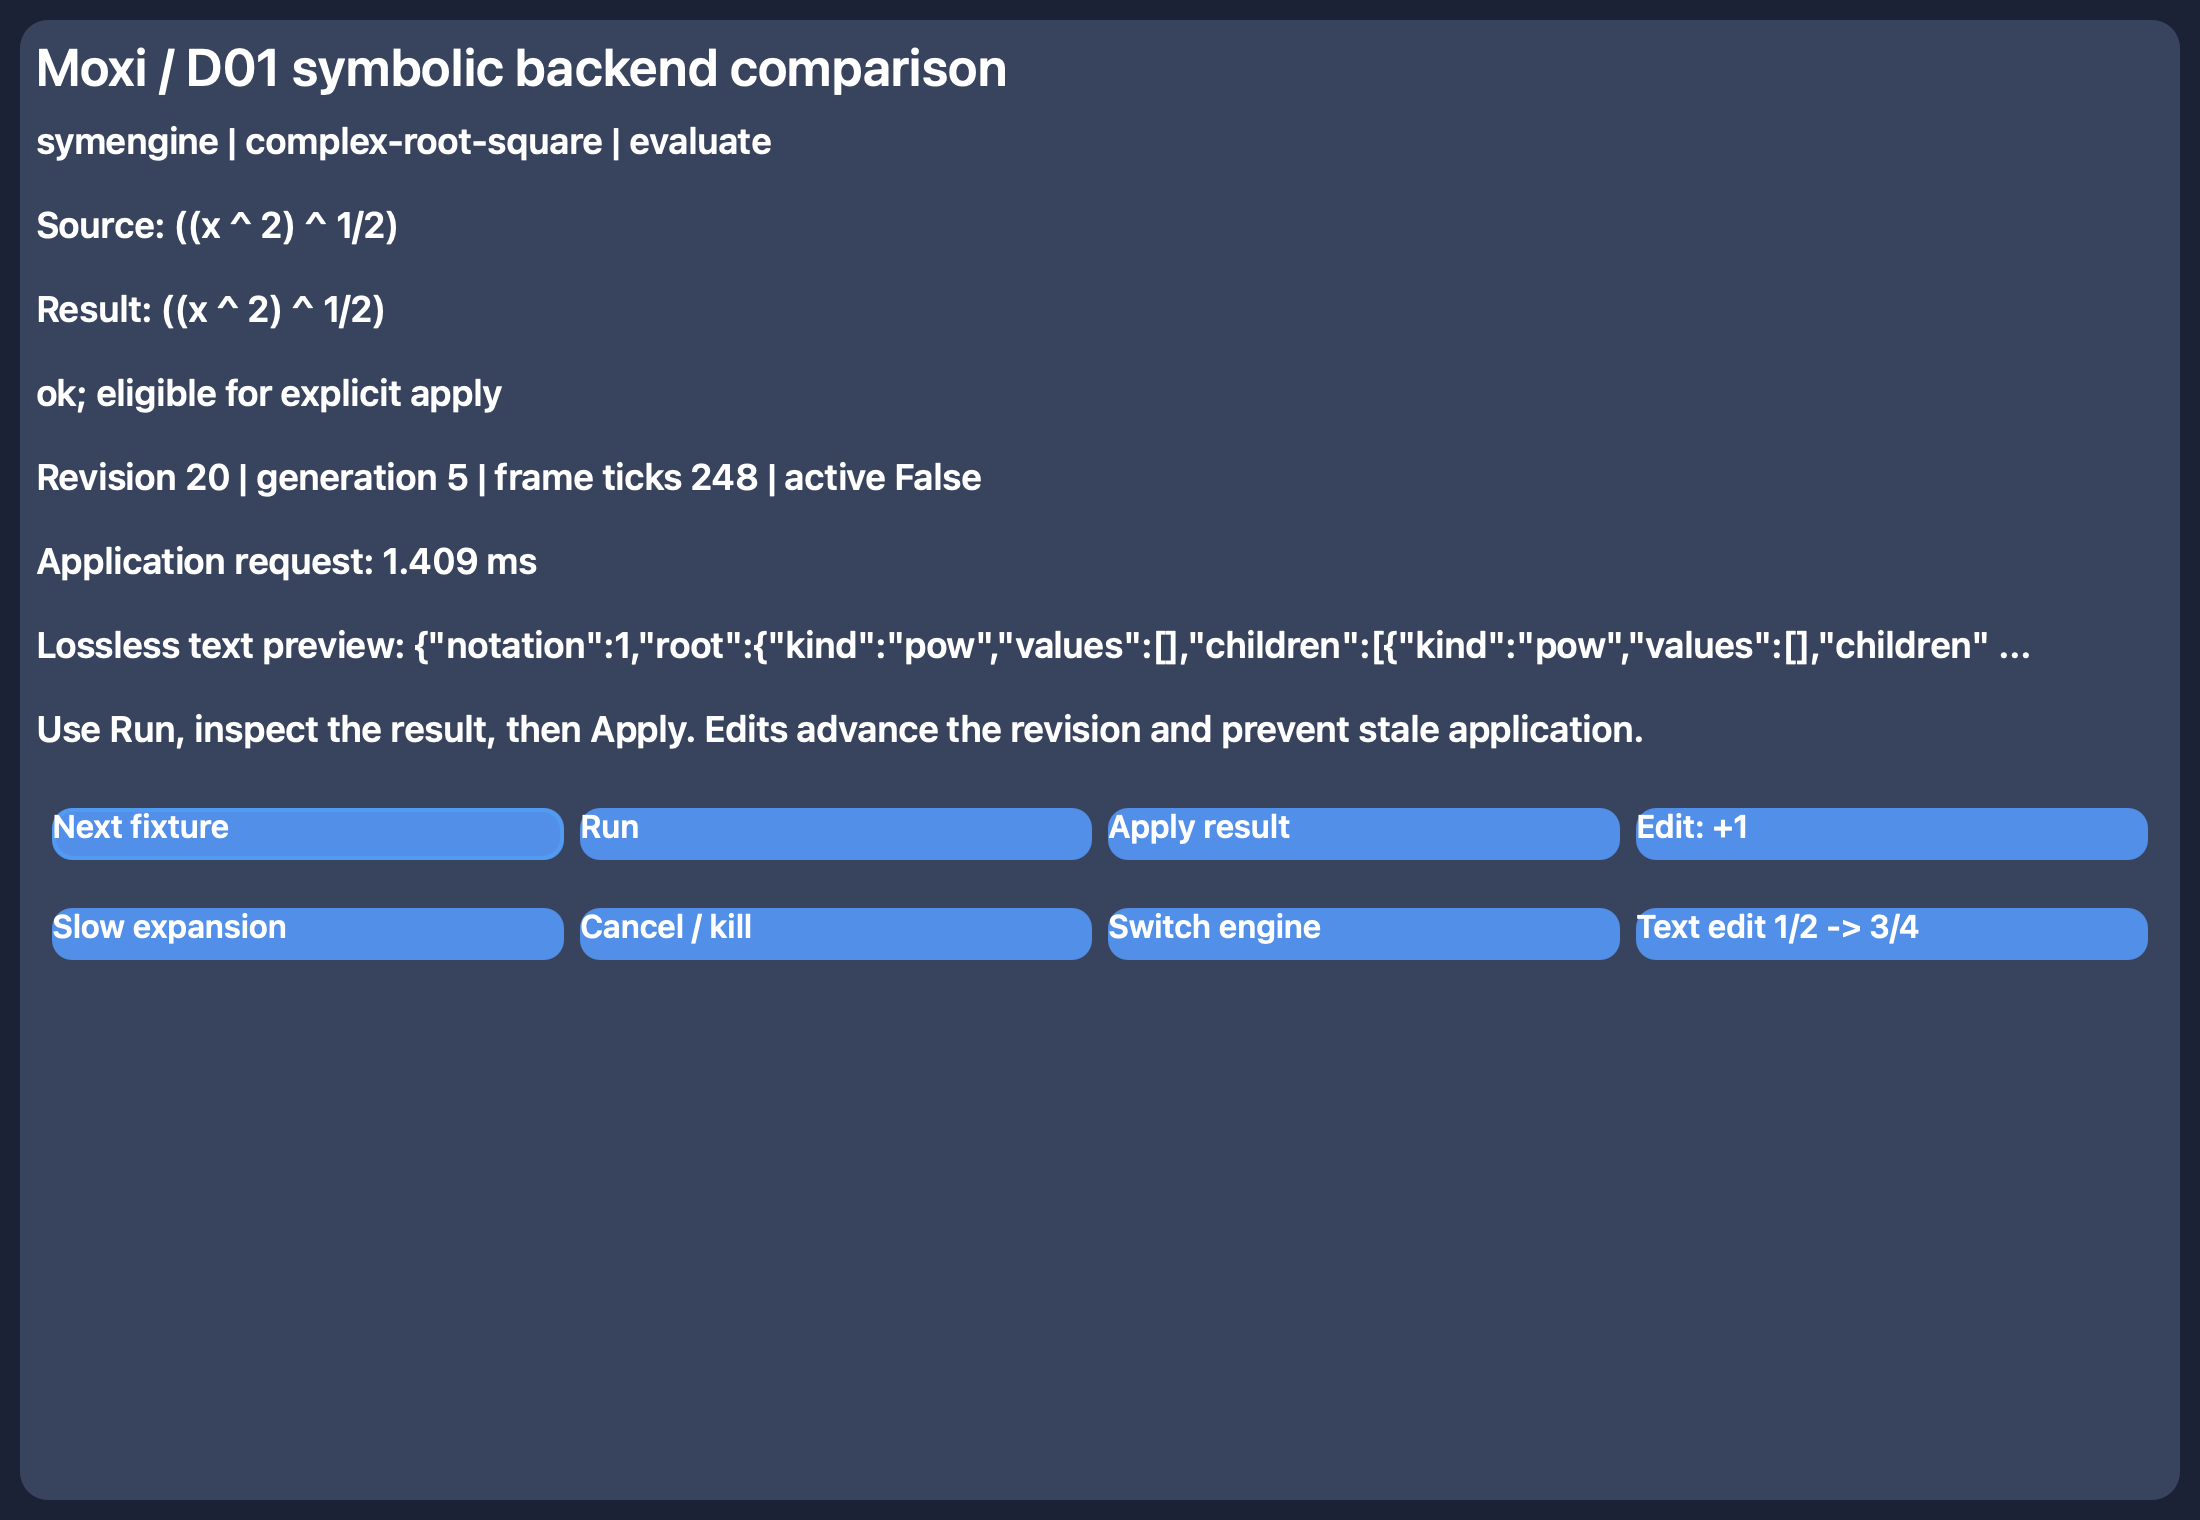 Moxi / D01 symbolic backend comparison
symengine | complex-root-square | evaluate
Source: ((x ^ 2) ^ 1/2)
Result: ((x ^ 2) ^ 1/2)
ok; eligible for explicit apply
Revision 20 | generation 5 | frame ticks 248 | active False
Application request: 1.409 ms
Lossless text preview: {"notation":1,"root":{"kind":"pow","values":[],"children":[{"kind":"pow","values":[],"children" ...
Use Run, inspect the result, then Apply. Edits advance the revision and prevent stale application.
Next fixture
Run
Apply result
Edit: +1
Slow expansion
Cancel / kill
Switch engine
Text edit 1/2 -> 3/4